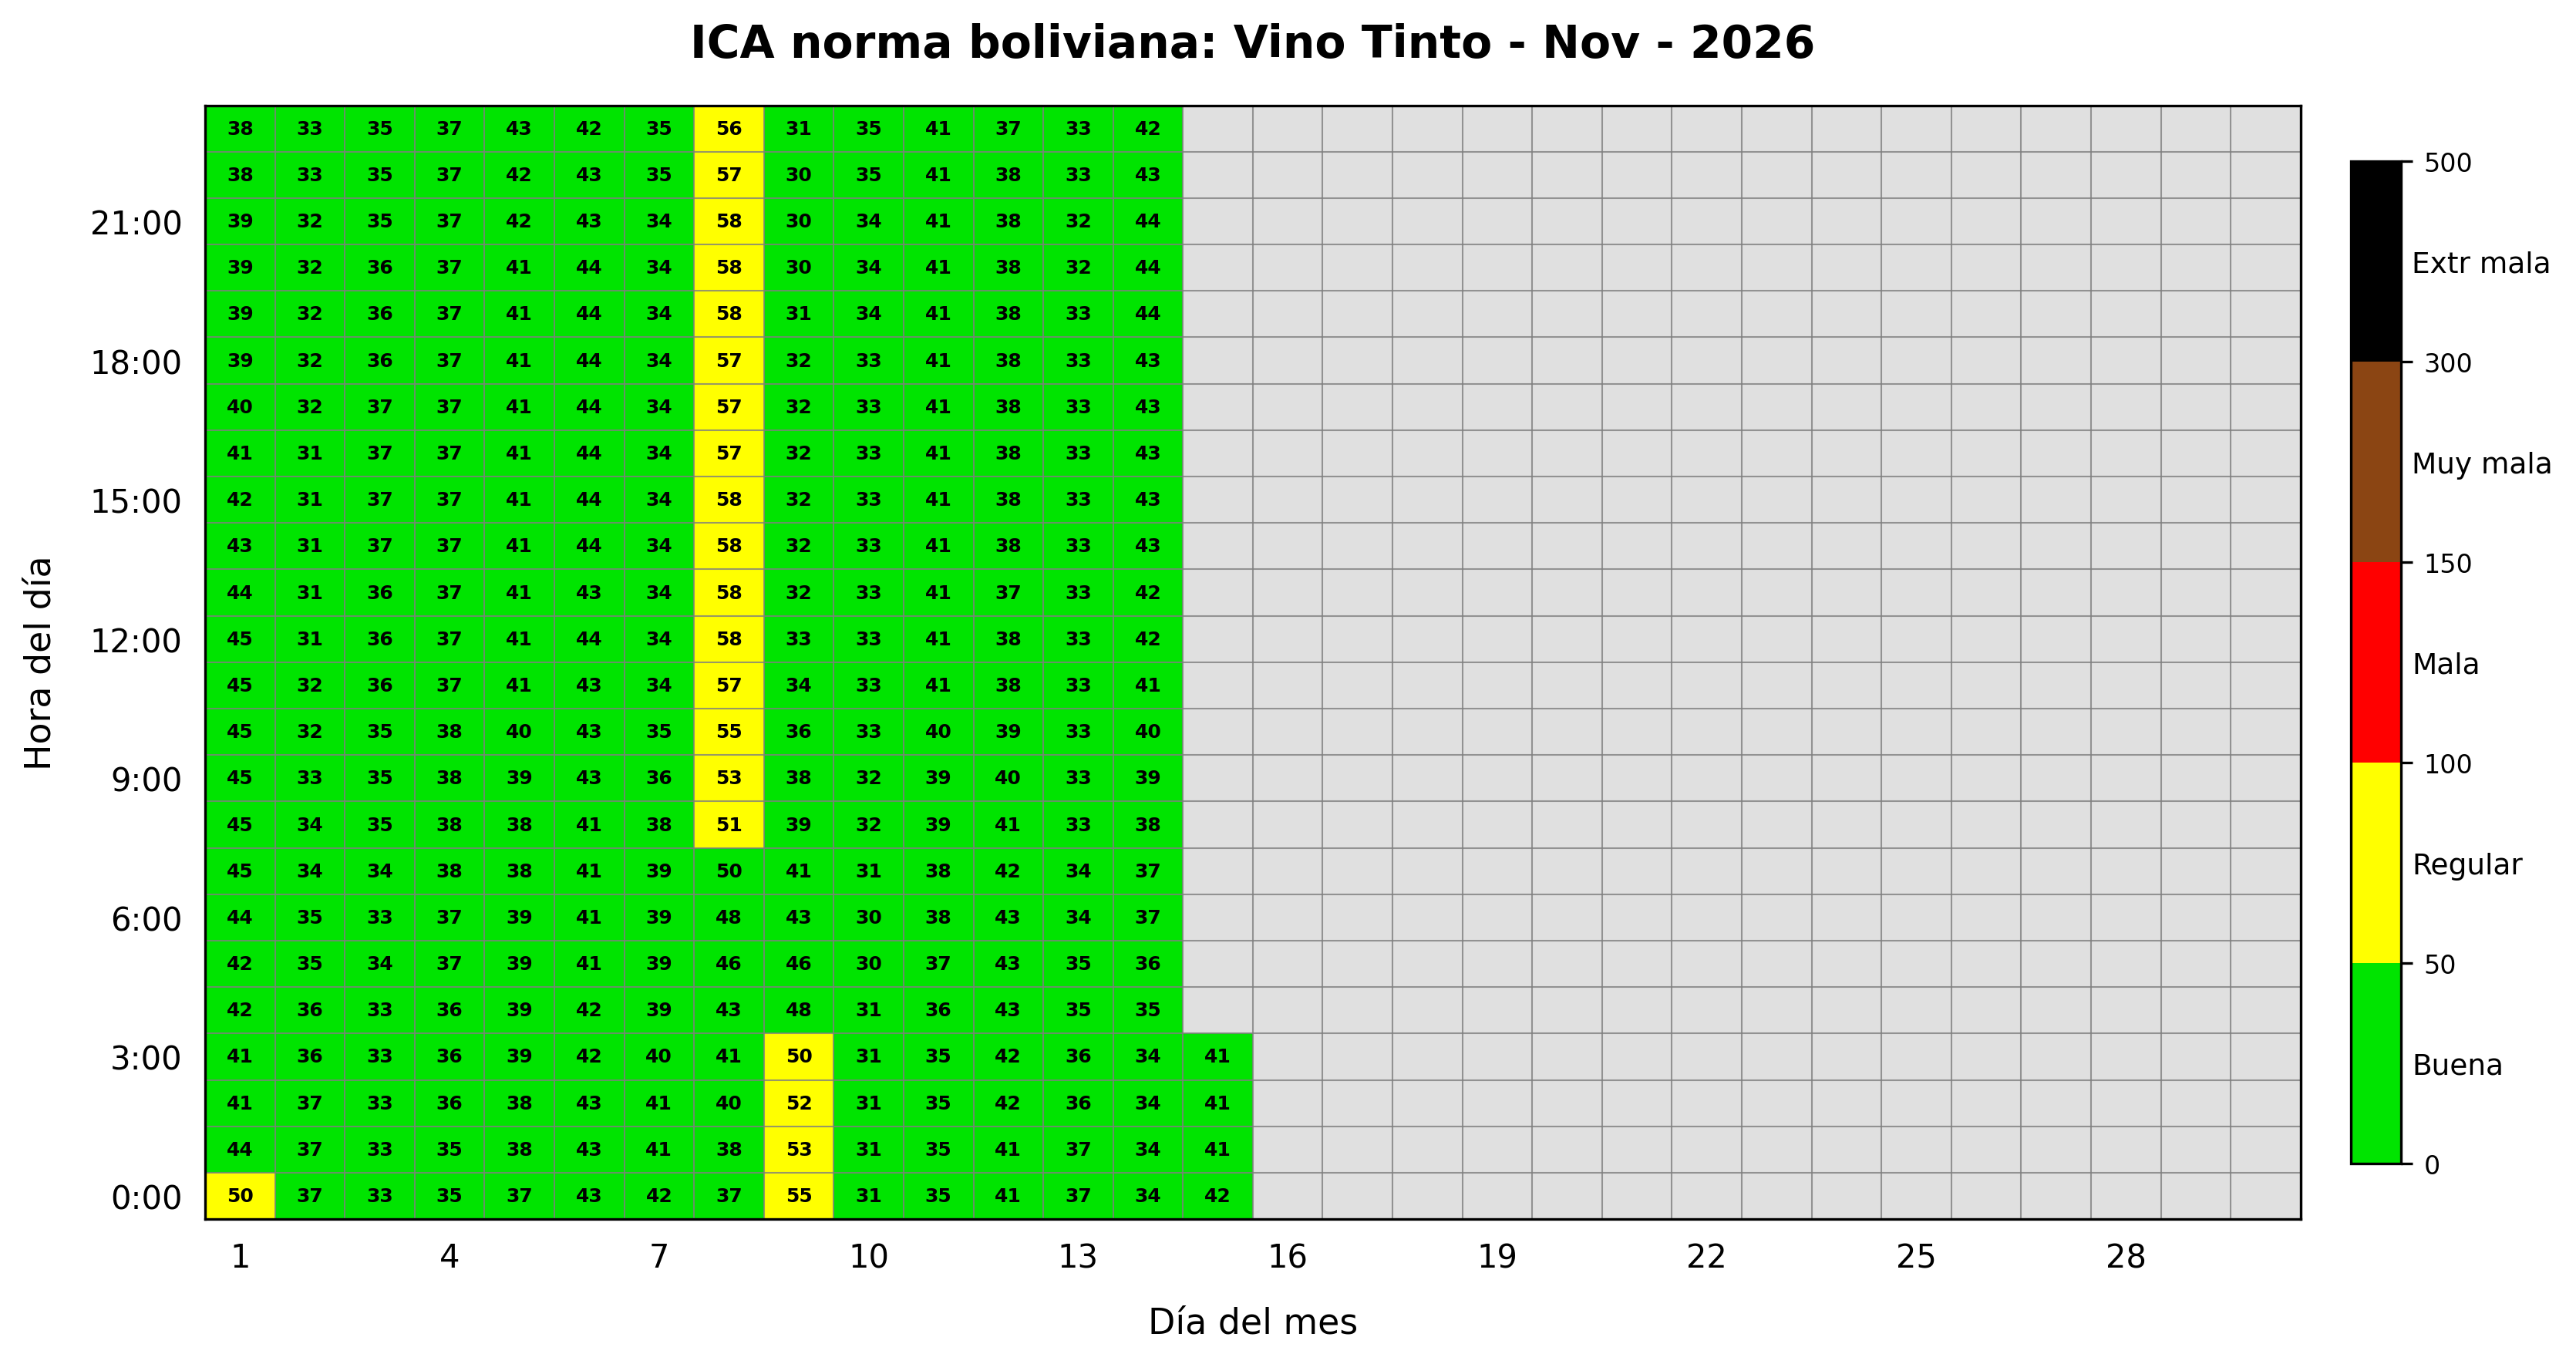 ICA norma boliviana: Vino Tinto - Nov - 2026
38 33 35 37 43 42 35 56 31 35 41 37 33 42
38 33 35 37 42 43 35 57 30 35 41 38 33 43
21:00 39 32 35 37 42 43 34 58 30 34 41 38 32 44
39 32 36 37 41 44 34 58 30 34 41 38 32 44
39 32 36 37 41 44 34 58 31 34 41 38 33 44
18:00 39 32 36 37 41 44 34 57 32 33 41 38 33 43
40 32 37 37 41 44 34 57 32 33 41 38 33 43
41 31 37 37 41 44 34 57 32 33 41 38 33 43
15:00 42 31 37 37 41 44 34 58 32 33 41 38 33 43
43 31 37 37 41 44 34 58 32 33 41 38 33 43
44 31 36 37 41 43 34 58 32 33 41 37 33 42
12:00 45 31 36 37 41 44 34 58 33 33 41 38 33 42
45 32 36 37 41 43 34 57 34 33 41 38 33 41
45 32 35 38 40 43 35 55 36 33 40 39 33 40
9:00 45 33 35 38 39 43 36 53 38 32 39 40 33 39
45 34 35 38 38 41 38 51 39 32 39 41 33 38
45 34 34 38 38 41 39 50 41 31 38 42 34 37
6:00 44 35 33 37 39 41 39 48 43 30 38 43 34 37
42 35 34 37 39 41 39 46 46 30 37 43 35 36
42 36 33 36 39 42 39 43 48 31 36 43 35 35
3:00 41 36 33 36 39 42 40 41 50 31 35 42 36 34 41
41 37 33 36 38 43 41 40 52 31 35 42 36 34 41
44 37 33 35 38 43 41 38 53 31 35 41 37 34 41
0:00 50 37 33 35 37 43 42 37 55 31 35 41 37 34 42
1 4 7 10 13 16 19 22 25 28
Día del mes
Hora del día
500
Extr mala
300
Muy mala
150
Mala
100
Regular
50
Buena
0